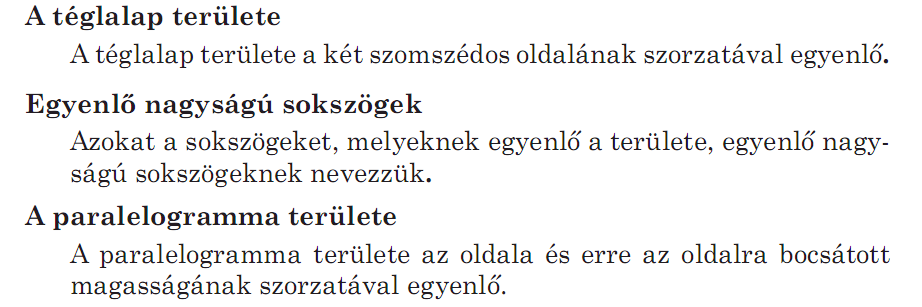 A téglalap területe
A téglalap területe a két szomszédos oldalának szorzatával egyenlő.
Egyenlő nagyságú sokszögek
Azokat a sokszögeket, melyeknek egyenlő a területe, egyenlő nagy-
ságú sokszögeknek nevezzük.
A paralelogramma területe
A paralelogramma területe az oldala és erre az oldalra bocsátott
magasságának szorzatával egyenlő.